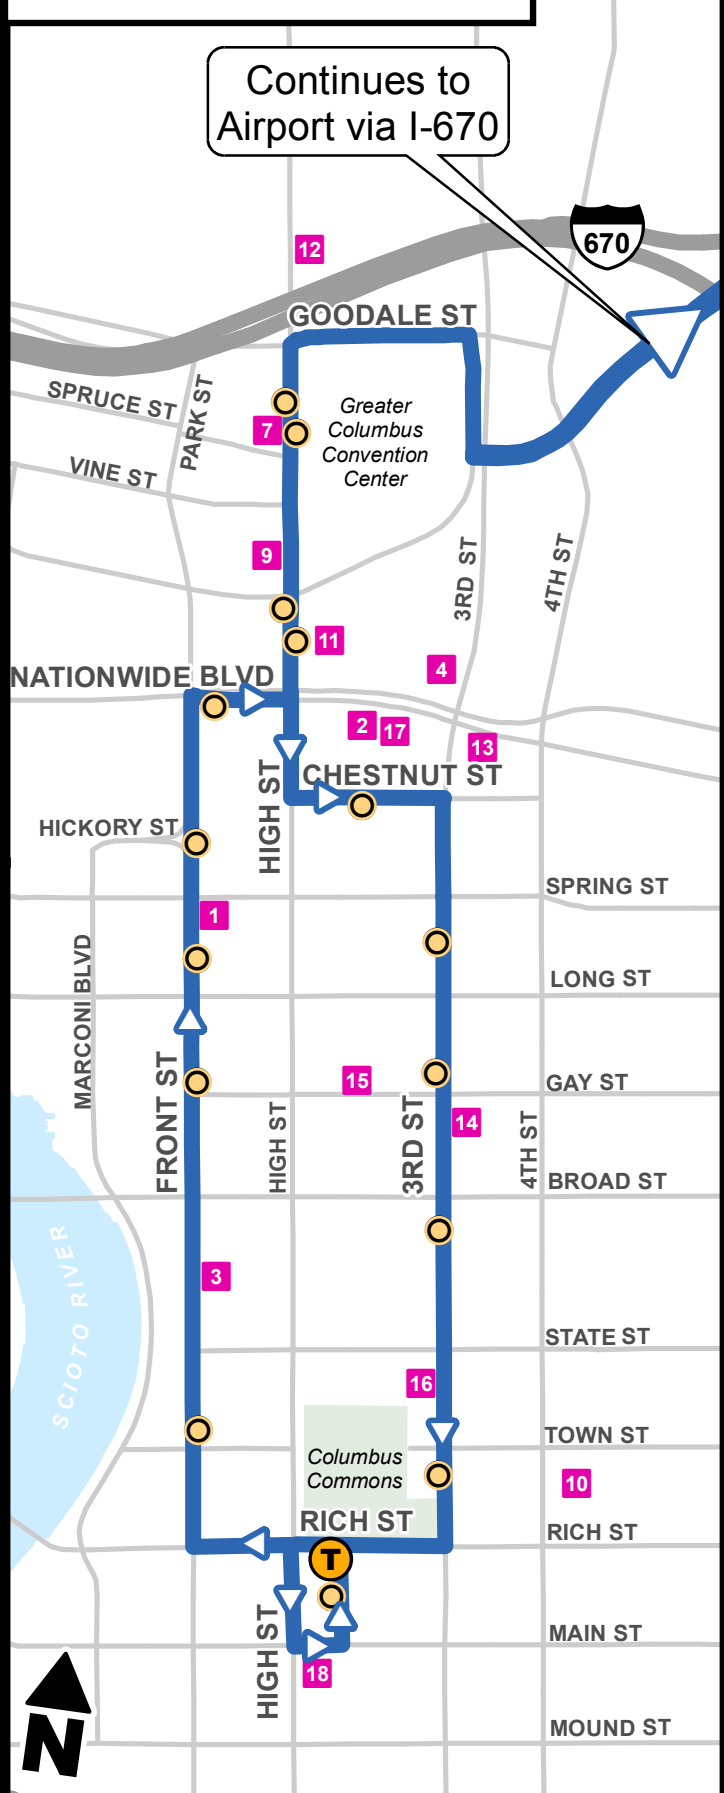 Continues to
Airport via I-670
670
12
GOODALE ST
SPRUCE ST
PARK ST
7
Greater
Columbus
Convention
Center
VINE ST
9
3RD ST
4TH ST
11
4
NATIONWIDE BLVD
2
17
13
HIGH ST
CHESTNUT ST
HICKORY ST
SPRING ST
1
MARCONI BLVD
LONG ST
FRONT ST
15
GAY ST
HIGH ST
3RD ST
14
4TH ST
BROAD ST
SCIOTO RIVER
3
STATE ST
16
TOWN ST
Columbus
Commons
10
RICH ST
RICH ST
T
HIGH ST
MAIN ST
18
N
MOUND ST